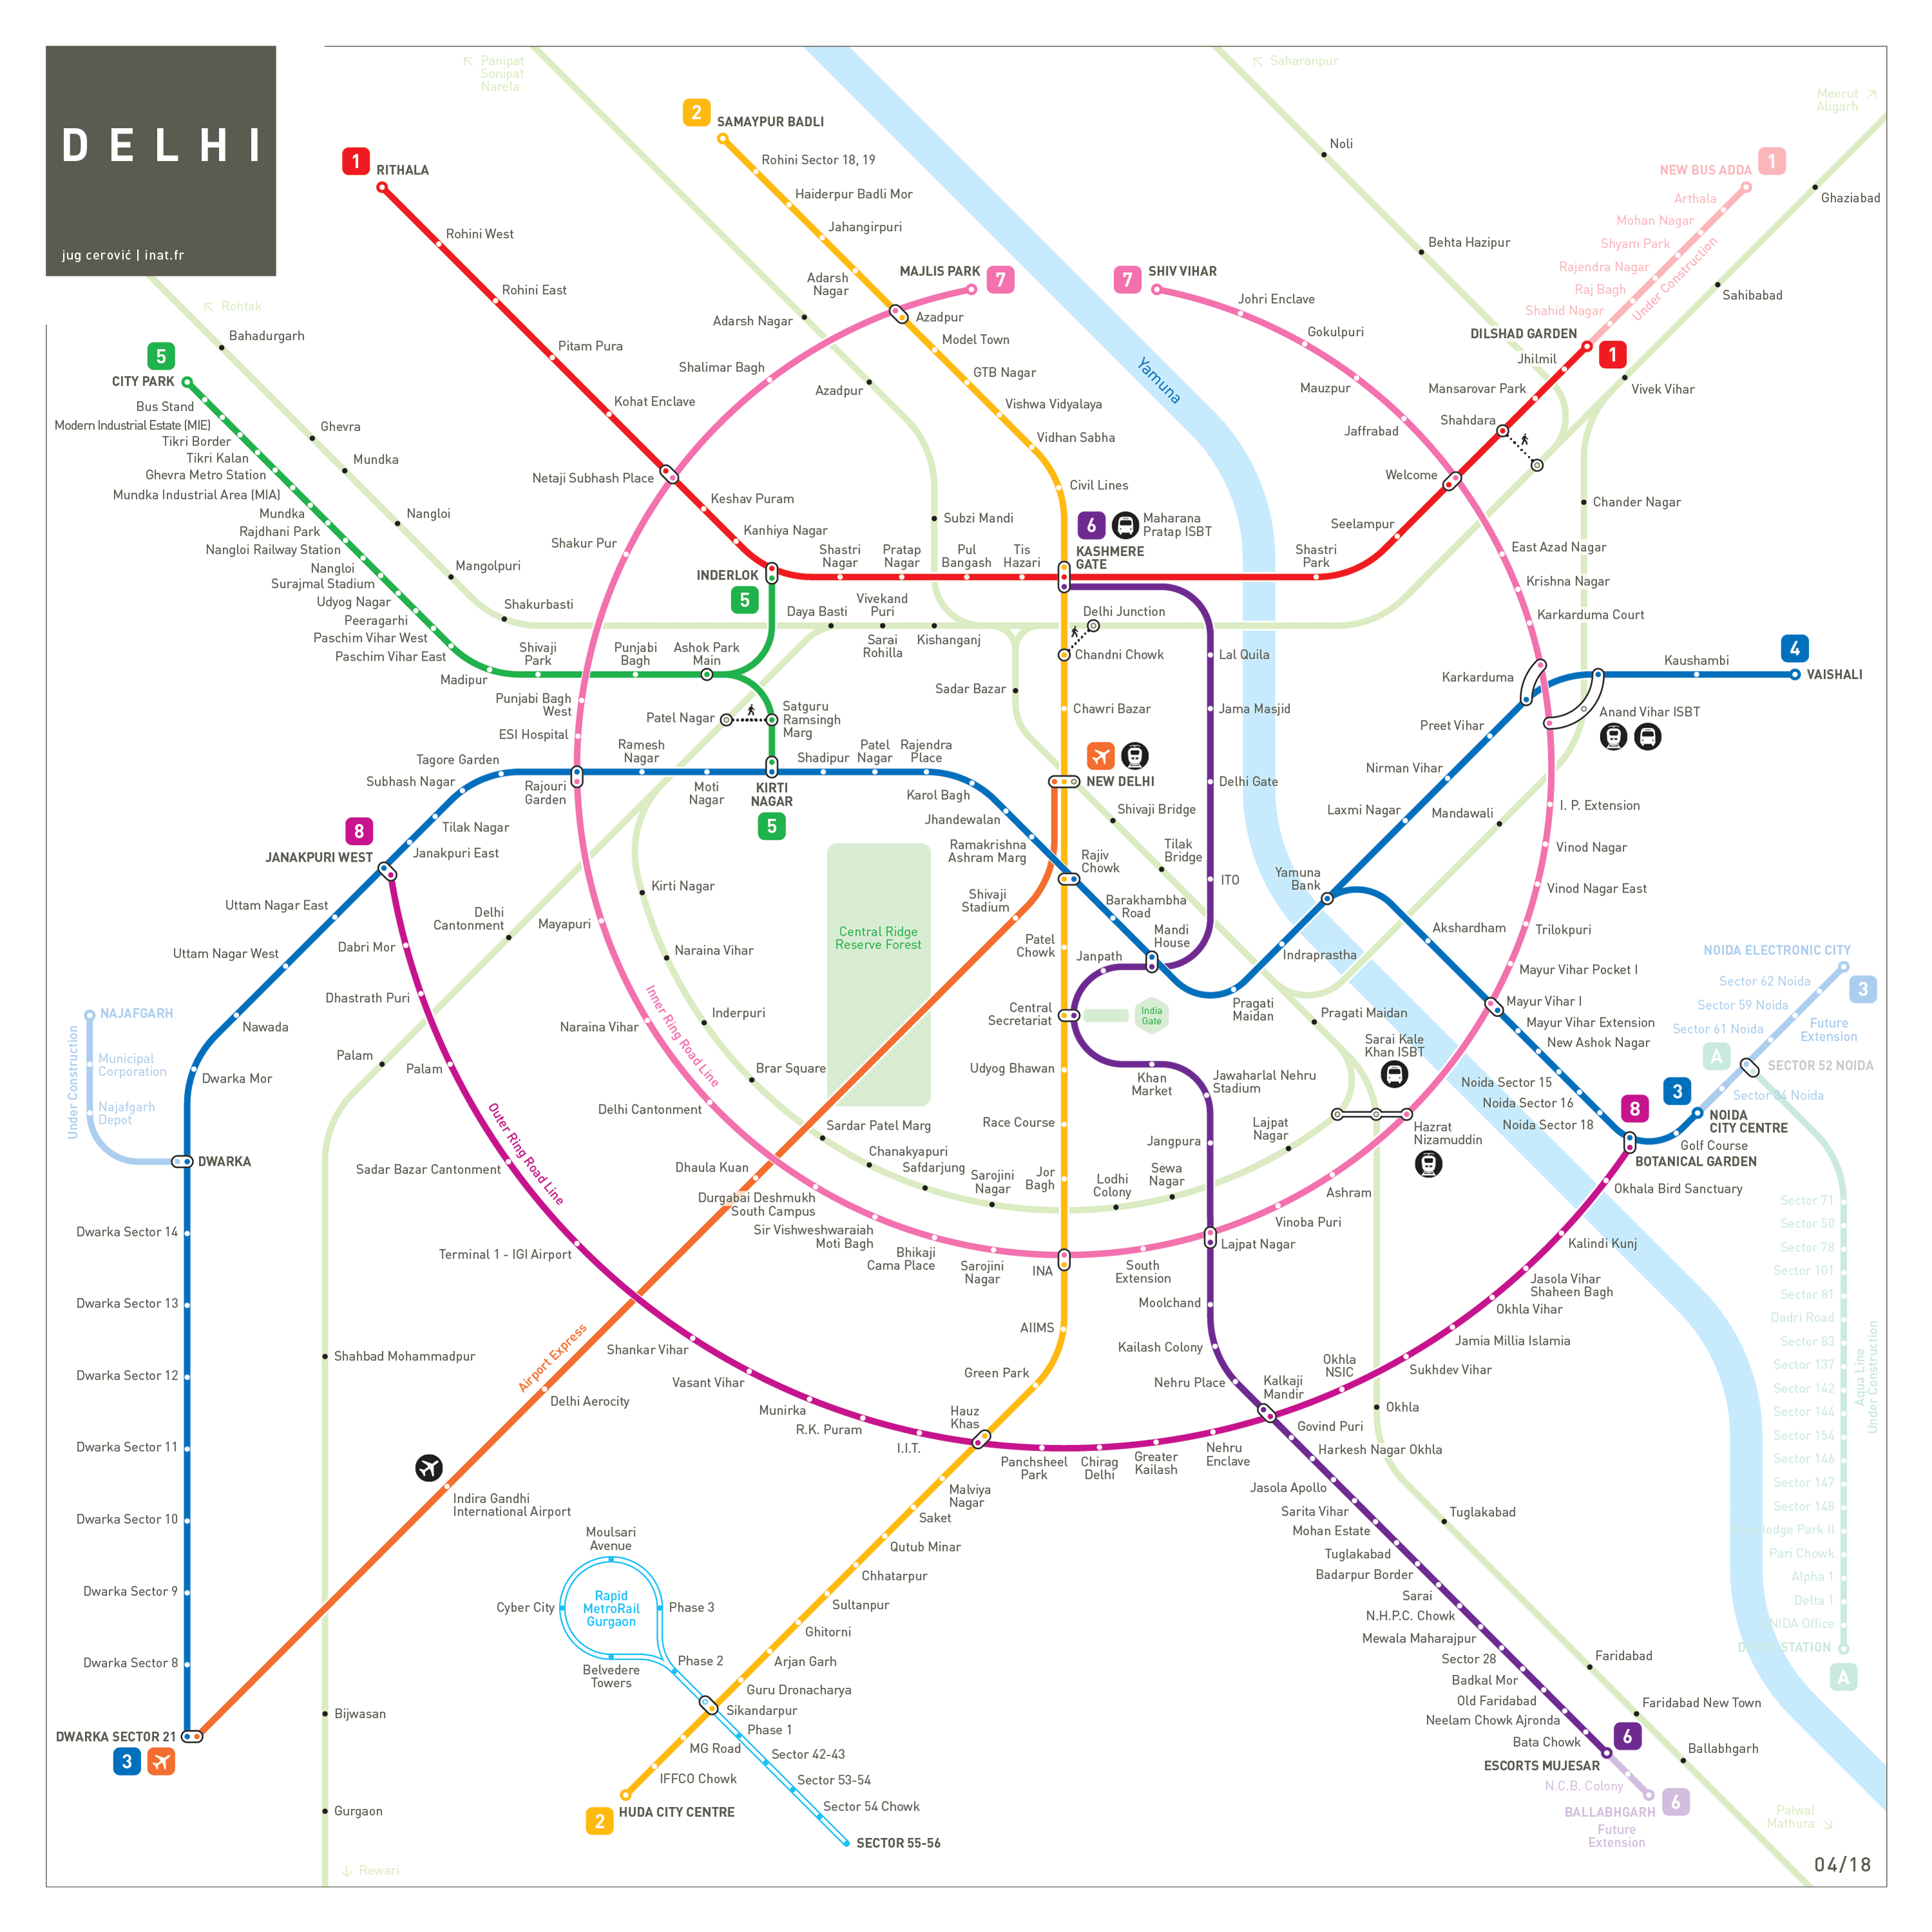 DELHI
jug cerović | inat.fr
Panipat
Sonipat
Narela
Saharanpur
Meerut
Aligarh
Rohtak
Yamuna
1
RITHALA
Rohini West
Rohini East
Pitam Pura
Kohat Enclave
Netaji Subhash Place
Keshav Puram
Kanhiya Nagar
INDERLOK
5
Shastri
Nagar
Pratap
Nagar
Pul
Bangash
Tis
Hazari
KASHMERE
GATE
6
Maharana
Pratap ISBT
Shastri
Park
Seelampur
Welcome
Shahdara
Mansarovar Park
Jhilmil
DILSHAD GARDEN
1
Shahid Nagar
Raj Bagh
Rajendra Nagar
Shyam Park
Mohan Nagar
Arthala
NEW BUS ADDA
1
Under Construction
2
SAMAYPUR BADLI
Rohini Sector 18, 19
Haiderpur Badli Mor
Jahangirpuri
Adarsh
Nagar
Azadpur
Model Town
GTB Nagar
Vishwa Vidyalaya
Vidhan Sabha
Civil Lines
Chandni Chowk
Chawri Bazar
NEW DELHI
Rajiv
Chowk
Patel
Chowk
Central
Secretariat
Udyog Bhawan
Race Course
Jor
Bagh
INA
AIIMS
Green Park
Hauz
Khas
Malviya
Nagar
Saket
Qutub Minar
Chhatarpur
Sultanpur
Ghitorni
Arjan Garh
Guru Dronacharya
Sikandarpur
MG Road
IFFCO Chowk
HUDA CITY CENTRE
2
MAJLIS PARK
7
Shalimar Bagh
Shakur Pur
Punjabi Bagh
West
ESI Hospital
Rajouri
Garden
Mayapuri
Naraina Vihar
Inner Ring Road Line
Delhi Cantonment
Durgabai Deshmukh
South Campus
Sir Vishweshwaraiah
Moti Bagh
Bhikaji
Cama Place
Sarojini
Nagar
South
Extension
Lajpat Nagar
Vinoba Puri
Ashram
Hazrat
Nizamuddin
Sarai Kale
Khan ISBT
Mayur Vihar I
Mayur Vihar Pocket I
Trilokpuri
Vinod Nagar East
Vinod Nagar
I. P. Extension
Anand Vihar ISBT
Karkarduma
Karkarduma Court
Krishna Nagar
East Azad Nagar
Jaffrabad
Mauzpur
Gokulpuri
Johri Enclave
SHIV VIHAR
7
5
CITY PARK
Bus Stand
Modern Industrial Estate (MIE)
Tikri Border
Tikri Kalan
Ghevra Metro Station
Mundka Industrial Area (MIA)
Mundka
Rajdhani Park
Nangloi Railway Station
Nangloi
Surajmal Stadium
Udyog Nagar
Peeragarhi
Paschim Vihar West
Paschim Vihar East
Madipur
Shivaji
Park
Punjabi
Bagh
Ashok Park
Main
Satguru
Ramsingh
Marg
KIRTI
NAGAR
5
4
VAISHALI
Kaushambi
Preet Vihar
Nirman Vihar
Laxmi Nagar
Yamuna
Bank
Indraprastha
Pragati
Maidan
Mandi
House
Barakhambha
Road
Ramakrishna
Ashram Marg
Jhandewalan
Karol Bagh
Rajendra
Place
Patel
Nagar
Shadipur
Moti
Nagar
Ramesh
Nagar
Tagore Garden
Subhash Nagar
Tilak Nagar
Janakpuri East
8
JANAKPURI WEST
Uttam Nagar East
Uttam Nagar West
Nawada
Dwarka Mor
DWARKA
Dwarka Sector 14
Dwarka Sector 13
Dwarka Sector 12
Dwarka Sector 11
Dwarka Sector 10
Dwarka Sector 9
Dwarka Sector 8
DWARKA SECTOR 21
3
NAJAFGARH
Municipal
Corporation
Najafgarh
Depot
Under Construction
Akshardham
Mayur Vihar Extension
New Ashok Nagar
Noida Sector 15
Noida Sector 16
Noida Sector 18
8
BOTANICAL GARDEN
Golf Course
3
NOIDA
CITY CENTRE
Sector 34 Noida
SECTOR 52 NOIDA
A
Sector 61 Noida
Sector 59 Noida
Sector 62 Noida
NOIDA ELECTRONIC CITY
3
Future
Extension
Dabri Mor
Dhastrath Puri
Palam
Outer Ring Road Line
Sadar Bazar Cantonment
Terminal 1 - IGI Airport
Shankar Vihar
Vasant Vihar
Munirka
R.K. Puram
I.I.T.
Panchsheel
Park
Chirag
Delhi
Greater
Kailash
Nehru
Enclave
Kalkaji
Mandir
Okhla
NSIC
Sukhdev Vihar
Jamia Millia Islamia
Okhla Vihar
Jasola Vihar
Shaheen Bagh
Kalindi Kunj
Okhala Bird Sanctuary
Lal Quila
Jama Masjid
Delhi Gate
ITO
Janpath
Khan
Market
Jawaharlal Nehru
Stadium
Jangpura
Moolchand
Kailash Colony
Nehru Place
Govind Puri
Harkesh Nagar Okhla
Jasola Apollo
Sarita Vihar
Mohan Estate
Tuglakabad
Badarpur Border
Sarai
N.H.P.C. Chowk
Mewala Maharajpur
Sector 28
Badkal Mor
Old Faridabad
Neelam Chowk Ajronda
Bata Chowk
ESCORTS MUJESAR
6
N.C.B. Colony
BALLABHGARH
6
Future
Extension
Shivaji
Stadium
Dhaula Kuan
Airport Express
Delhi Aerocity
Indira Gandhi
International Airport
Moulsari
Avenue
Cyber City
Rapid
MetroRail
Gurgaon
Phase 3
Belvedere
Towers
Phase 2
Phase 1
Sector 42-43
Sector 53-54
Sector 54 Chowk
SECTOR 55-56
Sector 71
Sector 50
Sector 78
Sector 101
Sector 81
Dadri Road
Sector 83
Sector 137
Sector 142
Sector 144
Sector 154
Sector 146
Sector 147
Sector 148
Park II
Pari Chowk
Alpha 1
Delta 1
Office
STATION
A
Aqua Line
Under Construction
Central Ridge
Reserve Forest
India
Gate
Bahadurgarh
Ghevra
Mundka
Nangloi
Mangolpuri
Shakurbasti
Daya Basti
Vivekand
Puri
Sarai
Rohilla
Kishanganj
Delhi Junction
Subzi Mandi
Azadpur
Adarsh Nagar
Sadar Bazar
Patel Nagar
Kirti Nagar
Naraina Vihar
Inderpuri
Brar Square
Sardar Patel Marg
Chanakyapuri
Safdarjung
Sarojini
Nagar
Lodhi
Colony
Sewa
Nagar
Lajpat
Nagar
Pragati Maidan
Tilak
Bridge
Shivaji Bridge
Mandawali
Chander Nagar
Vivek Vihar
Sahibabad
Ghaziabad
Noli
Behta Hazipur
Delhi
Cantonment
Palam
Shahbad Mohammadpur
Bijwasan
Gurgaon
Rewari
Okhla
Tuglakabad
Faridabad
Faridabad New Town
Ballabhgarh
Palwal
Mathura
04/18